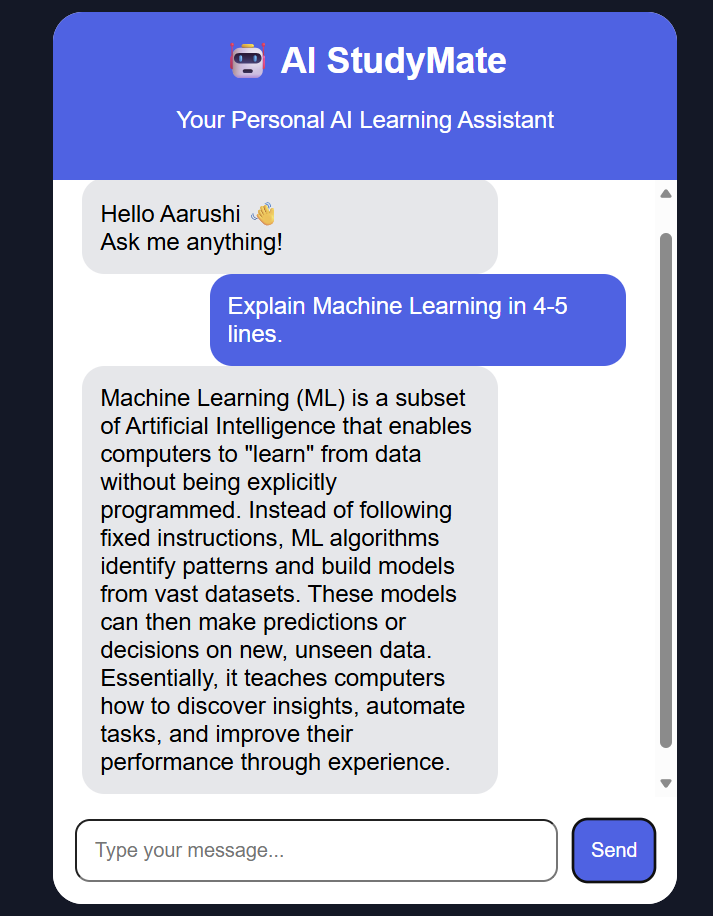 🤖 AI StudyMate
Your Personal AI Learning Assistant
Hello Aarushi 👋
Ask me anything!
Explain Machine Learning in 4-5
lines.
Machine Learning (ML) is a subset
of Artificial Intelligence that enables
computers to "learn" from data
without being explicitly
programmed. Instead of following
fixed instructions, ML algorithms
identify patterns and build models
from vast datasets. These models
can then make predictions or
decisions on new, unseen data.
Essentially, it teaches computers
how to discover insights, automate
tasks, and improve their
performance through experience.
Type your message...
Send